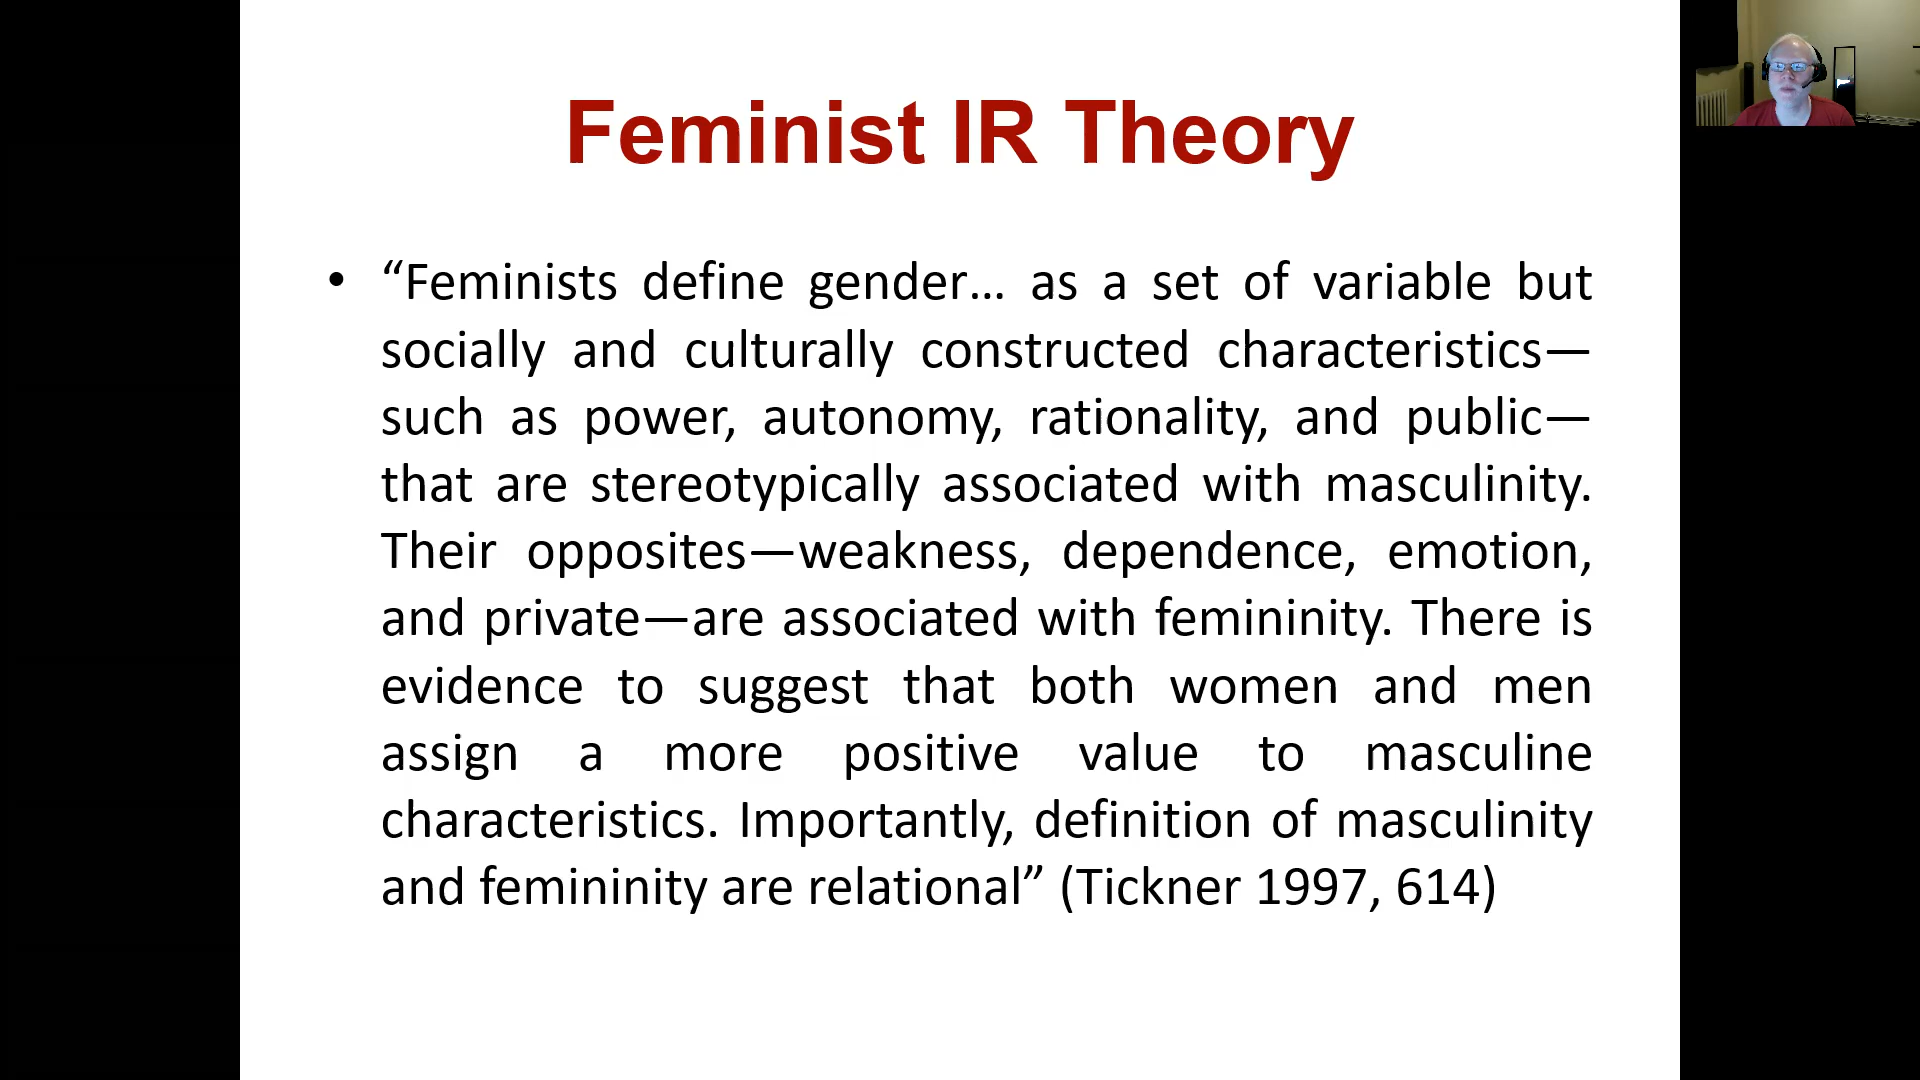 Feminist IR Theory
• “Feminists define gender… as a set of variable but
socially and culturally constructed characteristics—
such as power, autonomy, rationality, and public—
that are stereotypically associated with masculinity.
Their opposites—weakness, dependence, emotion,
and private—are associated with femininity. There is
evidence to suggest that both women and men
assign a more positive value to masculine
characteristics. Importantly, definition of masculinity
and femininity are relational” (Tickner 1997, 614)